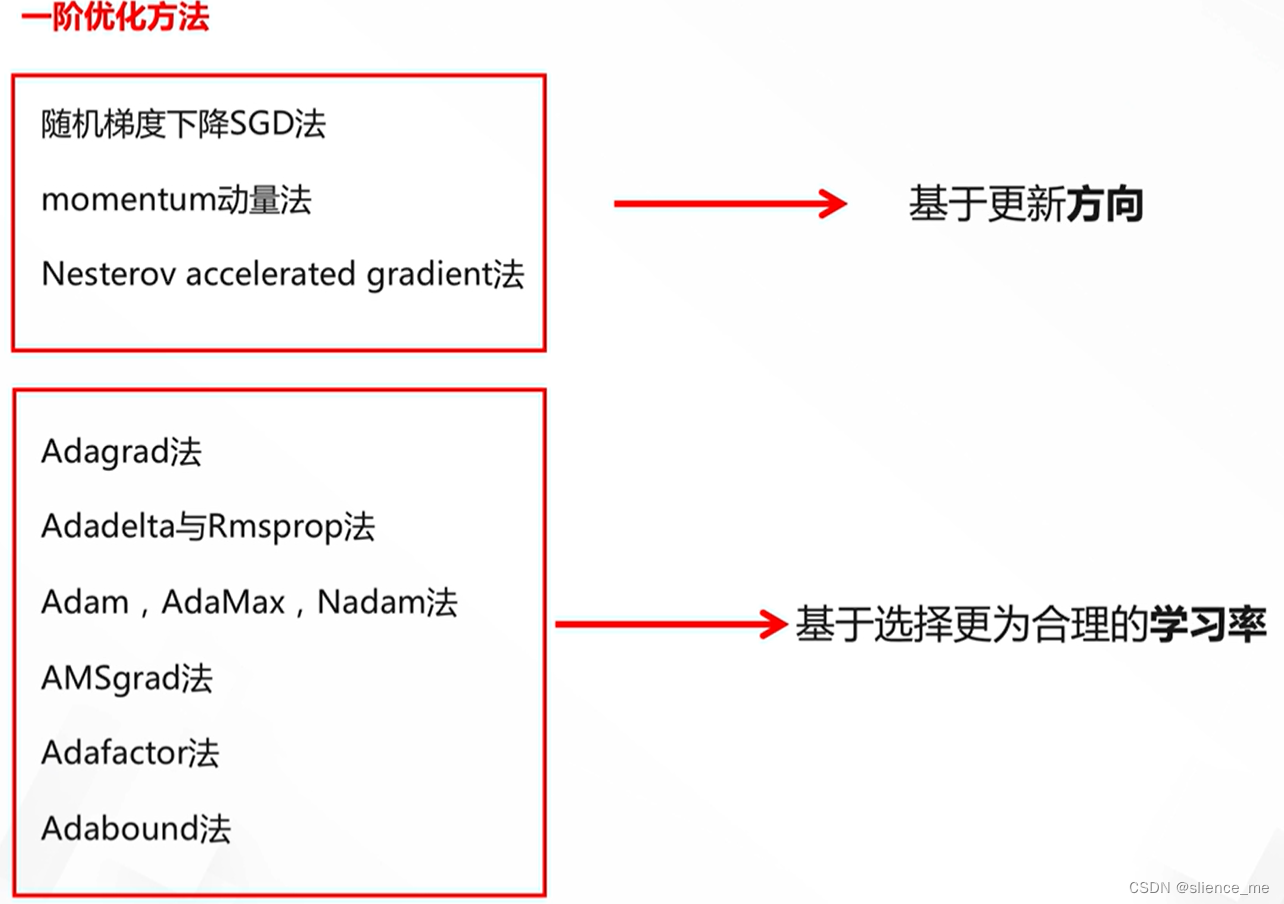 一阶优化方法
随机梯度下降SGD法
momentum动量法
Nesterov accelerated gradient法
基于更新方向
Adagrad法
Adadelta与Rmsprop法
Adam，AdaMax，Nadam法
AMSgrad法
Adafactor法
Adabound法
基于选择更为合理的学习率
CSDN @slience_me